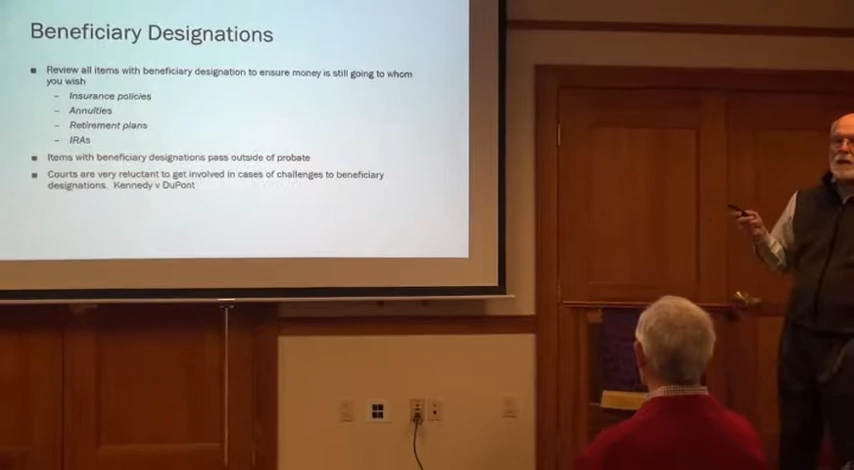 Beneficiary Designations
■ Review all items with beneficiary designation to ensure money is still going to whom
you wish
– Insurance policies
– Annuities
– Retirement plans
– IRAs
■ Items with beneficiary designations pass outside of probate
■ Courts are very reluctant to get involved in cases of challenges to beneficiary
designations. Kennedy v DuPont